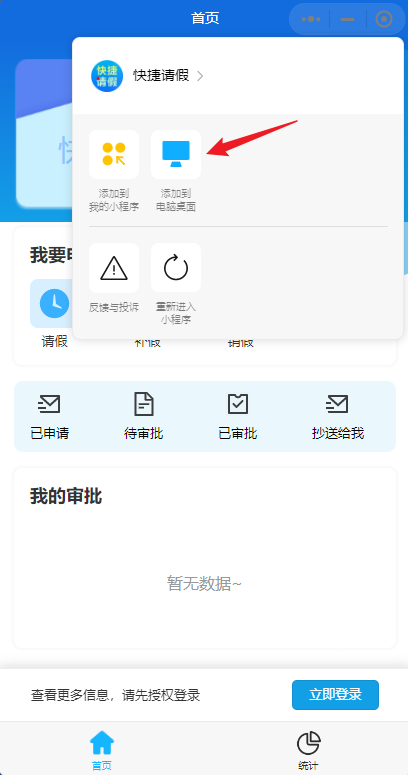 首页
快捷
请假
快捷请假
添加到
我的小程序
添加到
电脑桌面
反馈与投诉
重新进入
小程序
快
我要申
请假
补假
销假
已申请
待审批
已审批
抄送给我
我的审批
暂无数据~
查看更多信息，请先授权登录
立即登录
首页
统计